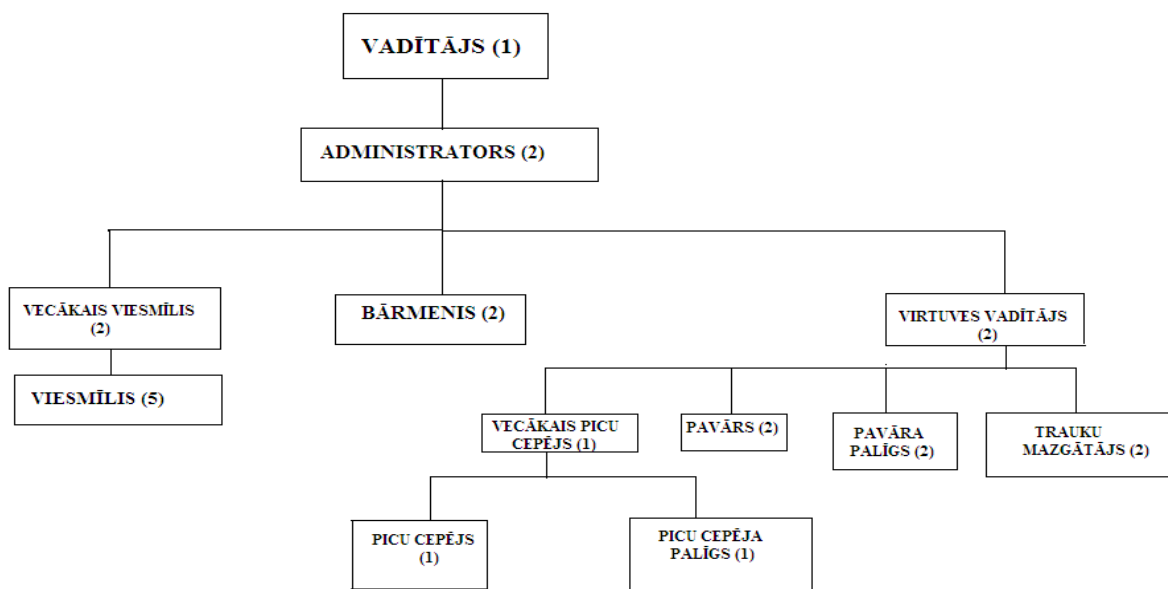 VADĪTĀJS (1)
ADMINISTRATORS (2)
VECĀKAIS VIESMĪLIS
(2)
BĀRMENIS (2)
VIRTUVES VADĪTĀJS
(2)
VIESMĪLIS (5)
VECĀKAIS PICU
CEPĒJS (1)
PAVĀRS (2)
PAVĀRA
PALĪGS (2)
TRAUKU
MAZGĀTĀJS (2)
PICU CEPĒJS
(1)
PICU CEPĒJA
PALĪGS (1)